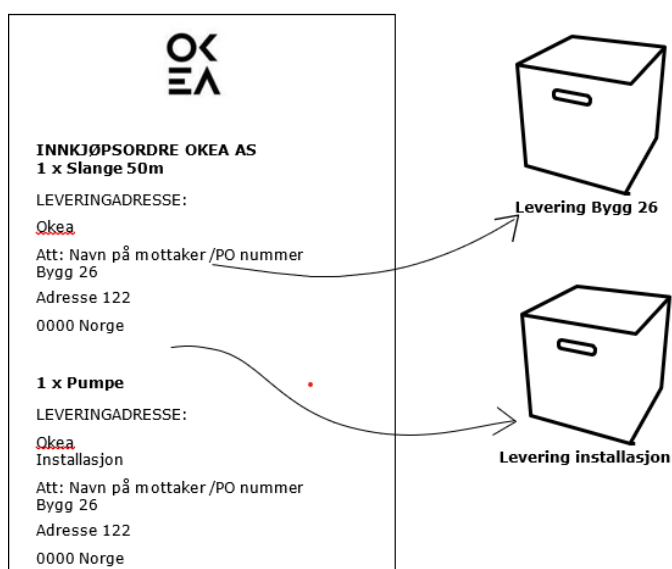 OKEA
INNKJØPSORDRE OKEA AS
1 x Slange 50m
LEVERINGADRESSE:
Okea
Att: Navn på mottaker /PO nummer
Bygg 26
Adresse 122
0000 Norge
1 x Pumpe
LEVERINGADRESSE:
Okea
Installasjon
Att: Navn på mottaker /PO nummer
Bygg 26
Adresse 122
0000 Norge
Levering Bygg 26
Levering installasjon